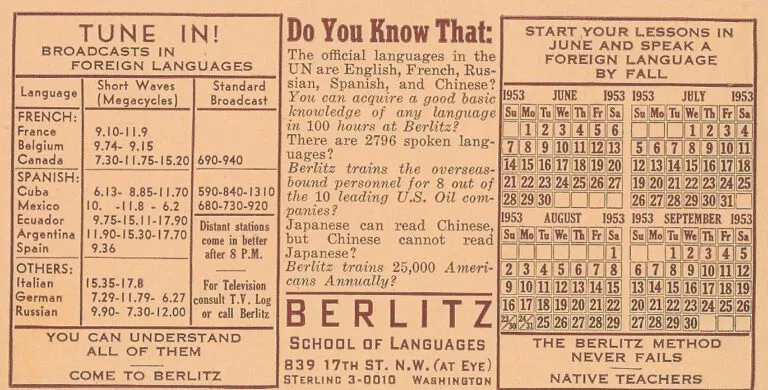 TUNE IN!
BROADCASTS IN
FOREIGN LANGUAGES
Language Short Waves (Megacycles) Standard Broadcast
FRENCH:
France 9.10-11.9
Belgium 9.74- 9.15
Canada 7.30-11.75-15.20 690-940
SPANISH:
Cuba 6.13- 8.85-11.70 590-840-1310
Mexico 10. -11.8 - 6.2 680-730-920
Ecuador 9.75-15.11-17.90
Argentina 11.90-15.30-17.70
Spain 9.36
Distant stations
come in better
after 8 P.M.
OTHERS:
Italian 15.35-17.8
German 7.29-11.79- 6.27
Russian 9.90- 7.30-12.00
For Television
consult T.V. Log
or call Berlitz
YOU CAN UNDERSTAND
ALL OF THEM
COME TO BERLITZ
Do You Know That:
The official languages in the
UN are English, French, Rus-
sian, Spanish, and Chinese?
You can acquire a good basic
knowledge of any language
in 100 hours at Berlitz?
There are 2796 spoken lang-
uages?
Berlitz trains the overseas-
bound personnel for 8 out of
the 10 leading U.S. Oil com-
panies?
Japanese can read Chinese,
but Chinese cannot read
Japanese?
Berlitz trains 25,000 Ameri-
cans Annually?
BERLITZ
SCHOOL OF LANGUAGES
839 17TH ST. N.W. (AT EYE)
STERLING 3-0010 WASHINGTON
START YOUR LESSONS IN
JUNE AND SPEAK A
FOREIGN LANGUAGE
BY FALL
1953 JUNE 1953
Su Mo Tu We Th Fr Sa
1 2 3 4 5 6
7 8 9 10 11 12 13
14 15 16 17 18 19 20
21 22 23 24 25 26 27
28 29 30
JULY 1953
Su Mo Tu We Th Fr Sa
1 2 3 4
5 6 7 8 9 10 11
12 13 14 15 16 17 18
19 20 21 22 23 24 25
26 27 28 29 30 31
1953 AUGUST 1953
Su Mo Tu We Th Fr Sa
1
2 3 4 5 6 7 8
9 10 11 12 13 14 15
16 17 18 19 20 21 22
23/30 24/31 25 26 27 28 29
SEPTEMBER 1953
Su Mo Tu We Th Fr Sa
1 2 3 4 5
6 7 8 9 10 11 12
13 14 15 16 17 18 19
20 21 22 23 24 25 26
27 28 29 30
THE BERLITZ METHOD
NEVER FAILS
NATIVE TEACHERS